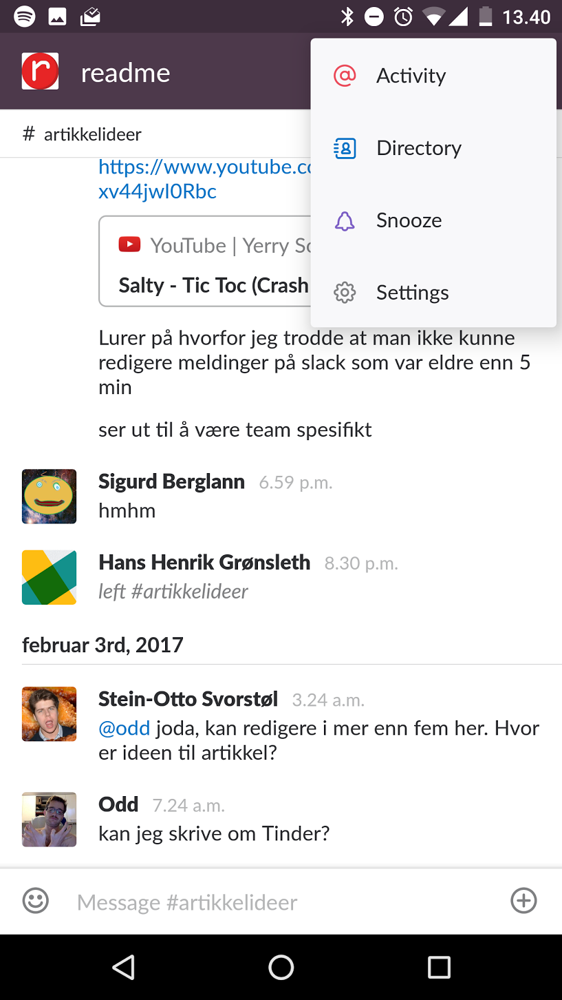 13.40
r
readme
Activity
Directory
Snooze
Settings
# artikkelideer
https://www.youtube.c
xv44jwI0Rbc
YouTube | Yerry S
Salty - Tic Toc (Crash
Lurer på hvorfor jeg trodde at man ikke kunne
redigere meldinger på slack som var eldre enn 5
min
ser ut til å være team spesifikt
Sigurd Berglann 6.59 p.m.
hmhm
Hans Henrik Grønsleth 8.30 p.m.
left #artikkelideer
februar 3rd, 2017
Stein-Otto Svorstøl 3.24 a.m.
@odd joda, kan redigere i mer enn fem her. Hvor
er ideen til artikkel?
Odd 7.24 a.m.
kan jeg skrive om Tinder?
Message #artikkelideer